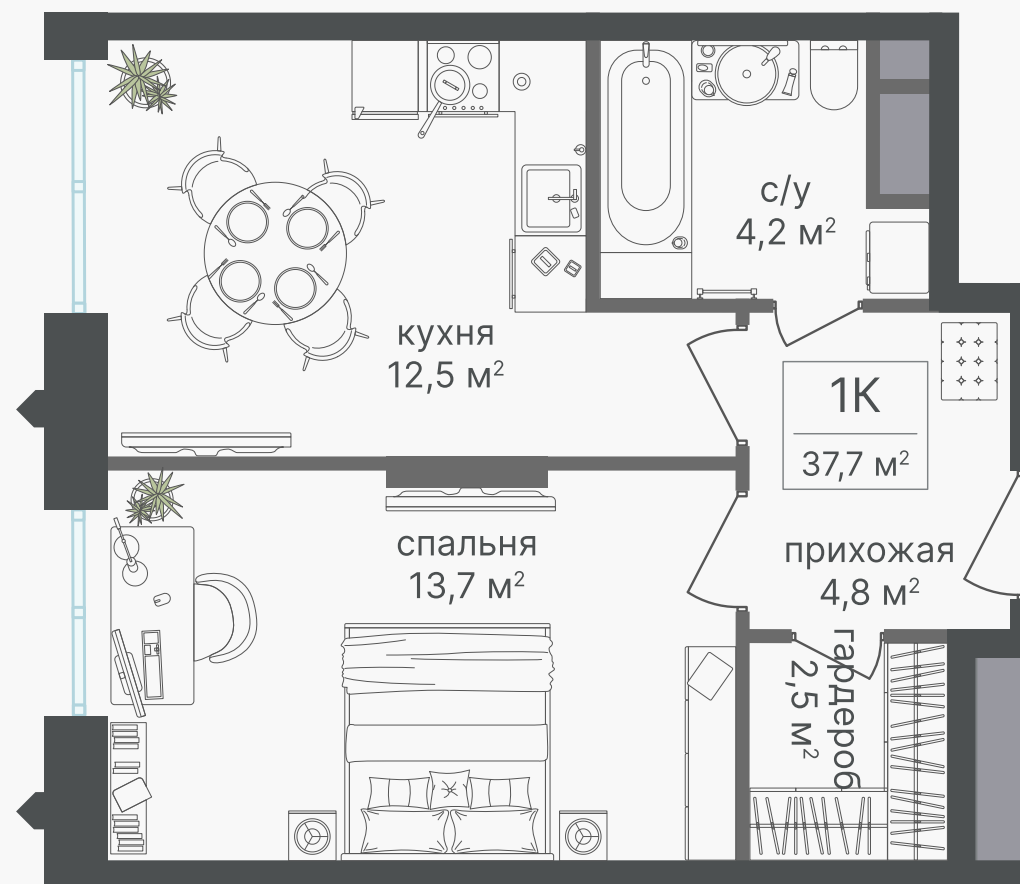 с/у
4,2 м²
кухня
12,5 м²
1К
37,7 м²
спальня
13,7 м²
прихожая
4,8 м²
гардероб
2,5 м²